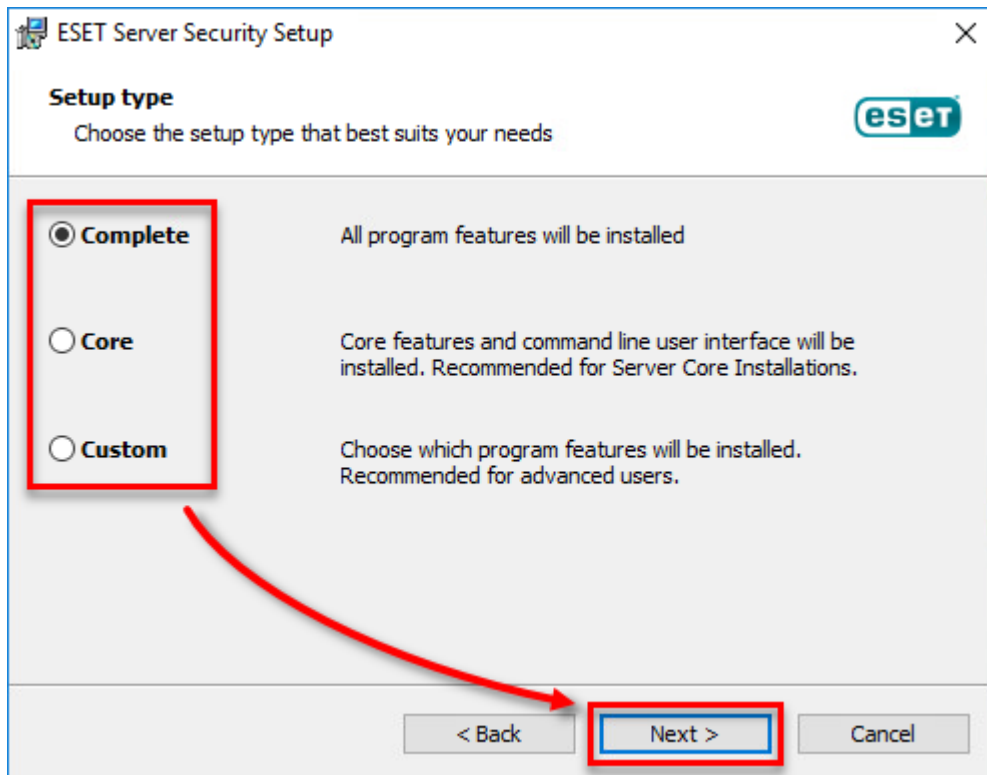 ESET Server Security Setup
Setup type
Choose the setup type that best suits your needs
eseT
Complete
All program features will be installed
Core
Core features and command line user interface will be
installed. Recommended for Server Core Installations.
Custom
Choose which program features will be installed.
Recommended for advanced users.
< Back
Next >
Cancel